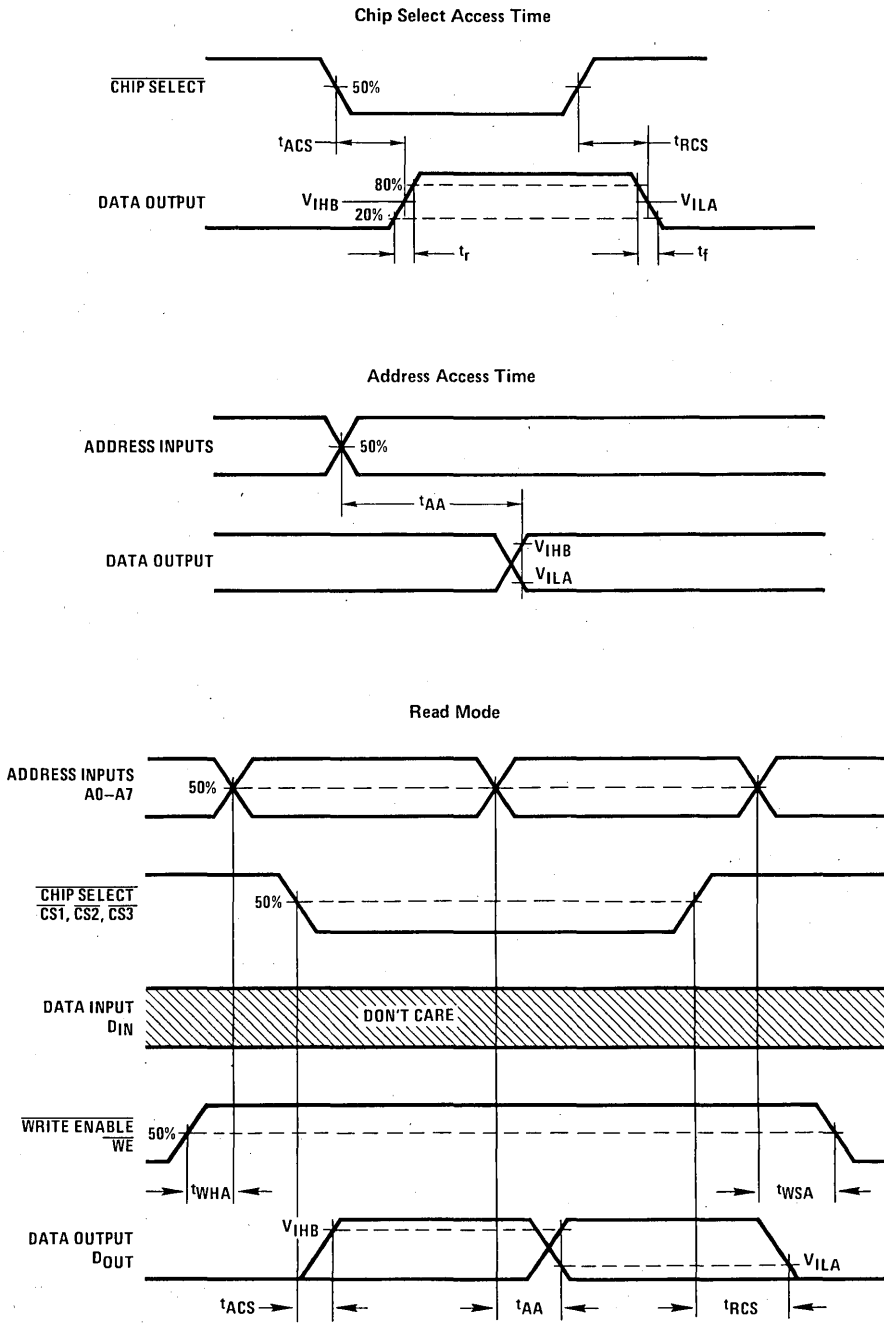 Chip Select Access Time
CHIP SELECT
50%
tACS
tRCS
DATA OUTPUT
80%
VIHB
20%
VILA
tr
tf
Address Access Time
ADDRESS INPUTS
50%
tAA
DATA OUTPUT
VIHB
VILA
Read Mode
ADDRESS INPUTS
A0–A7
50%
CHIP SELECT
CS1, CS2, CS3
50%
DATA INPUT
DIN
DON'T CARE
WRITE ENABLE
WE
50%
tWHA
tWSA
DATA OUTPUT
DOUT
VIHB
VILA
tACS
tAA
tRCS